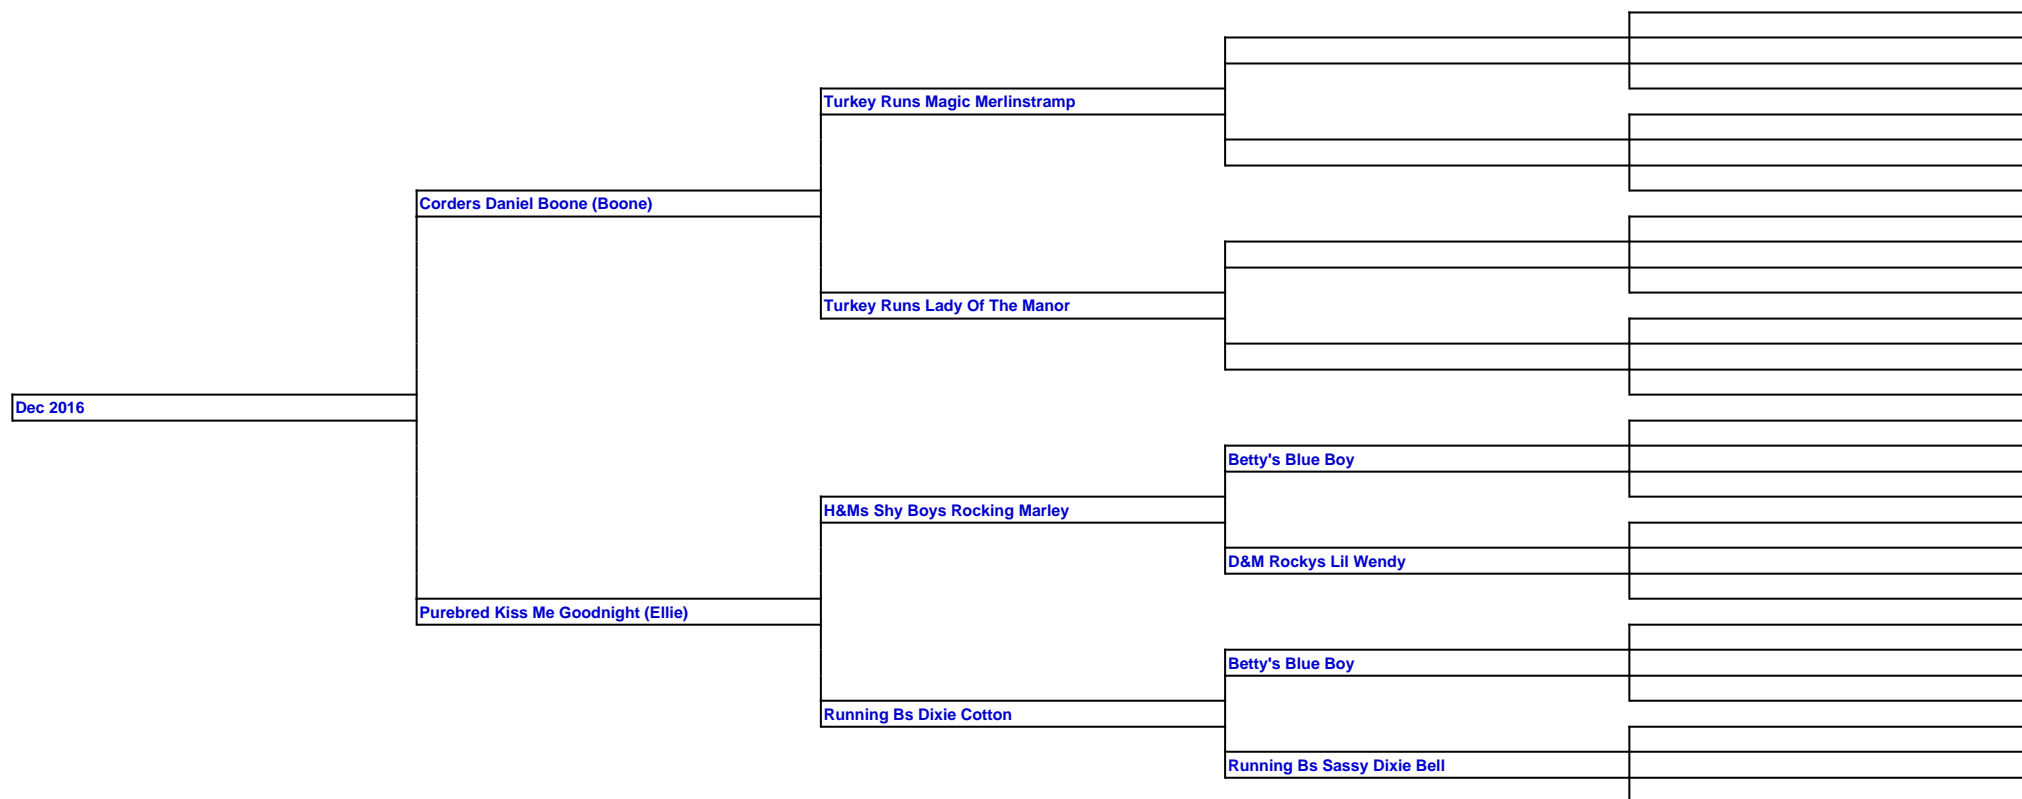 Turkey Runs Magic Merlinstramp
Corders Daniel Boone (Boone)
Turkey Runs Lady Of The Manor
Dec 2016
Betty's Blue Boy
H&Ms Shy Boys Rocking Marley
D&M Rockys Lil Wendy
Purebred Kiss Me Goodnight (Ellie)
Betty's Blue Boy
Running Bs Dixie Cotton
Running Bs Sassy Dixie Bell